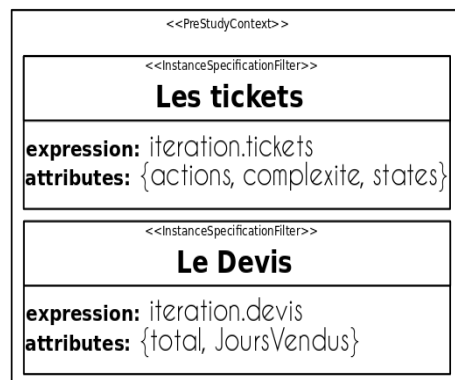 <<PreStudyContext>>
<<InstanceSpecificationFilter>>
Les tickets
expression: iteration.tickets
attributes: {actions, complexite, states}
<<InstanceSpecificationFilter>>
Le Devis
expression: iteration.devis
attributes: {total, JoursVendus}